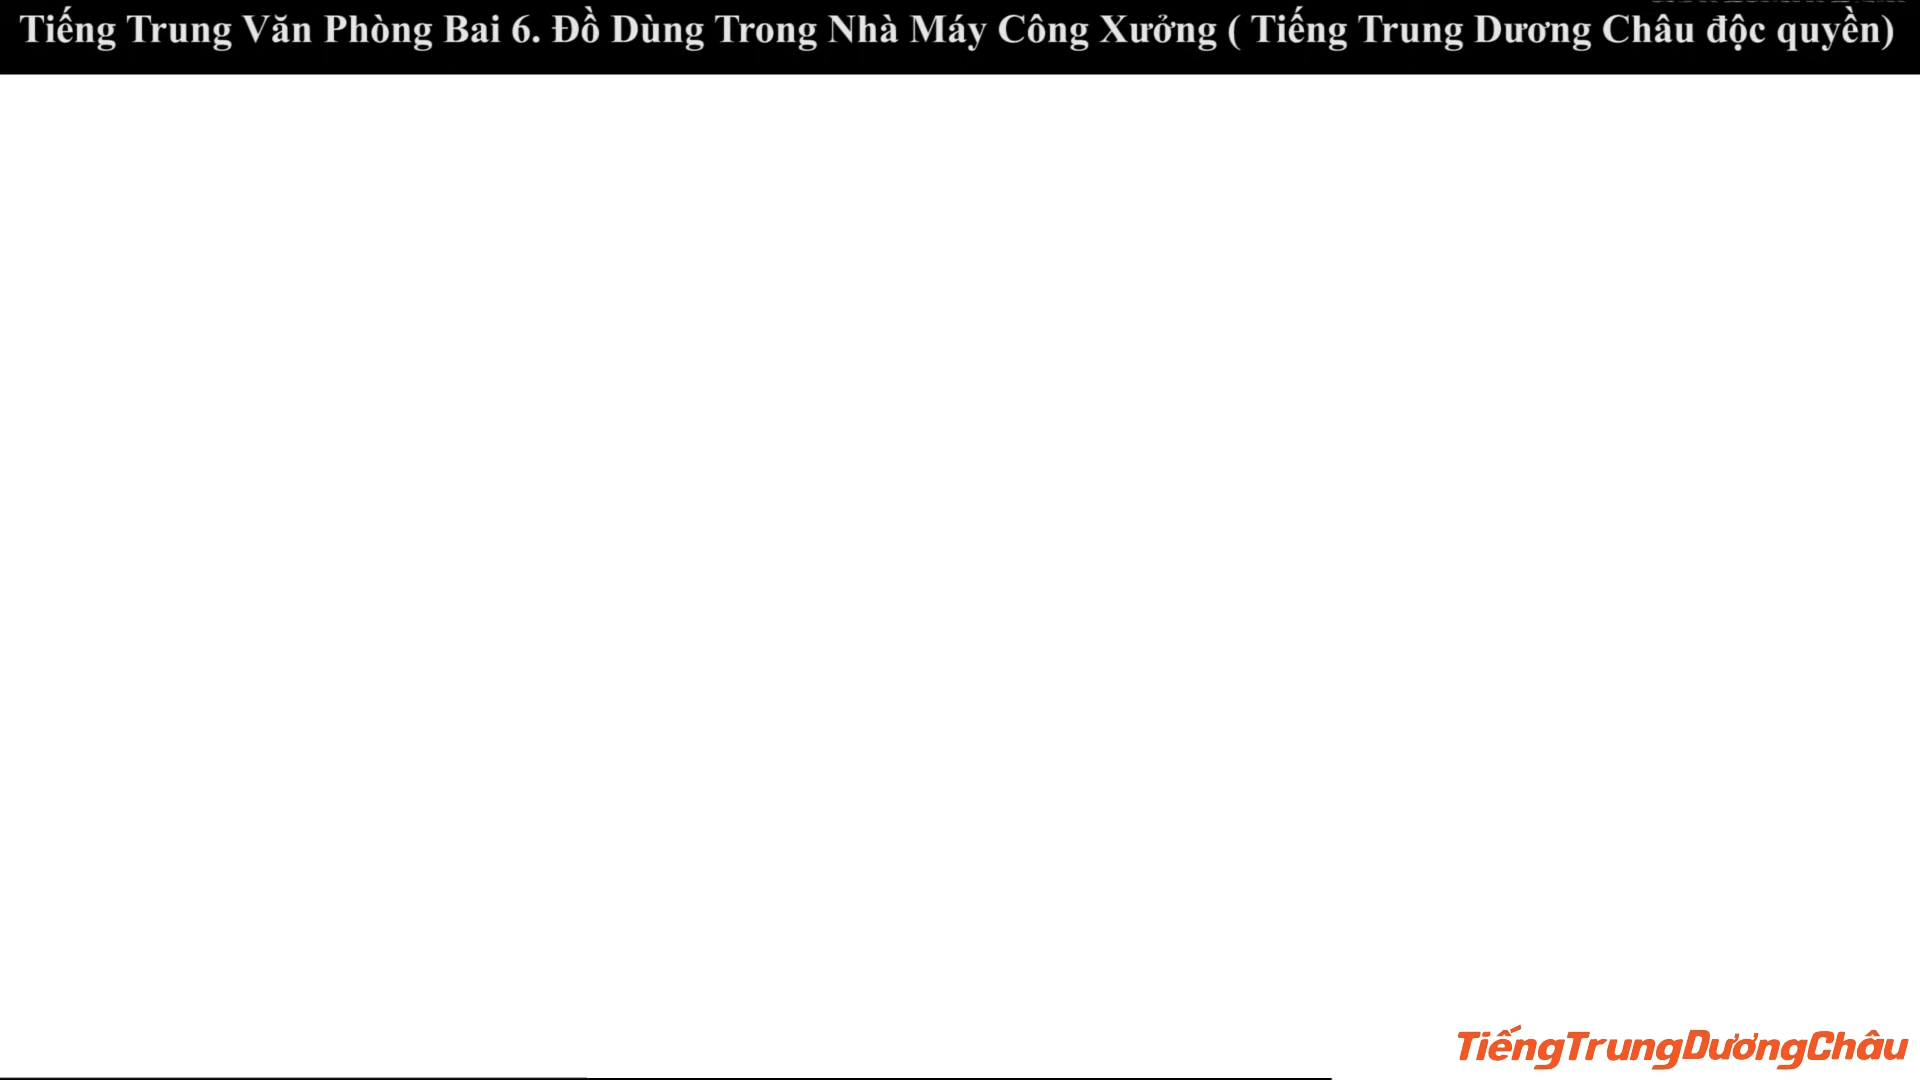 Tiếng Trung Văn Phòng Bai 6. Đồ Dùng Trong Nhà Máy Công Xưởng ( Tiếng Trung Dương Châu độc quyền)
TiếngTrungDươngChâu